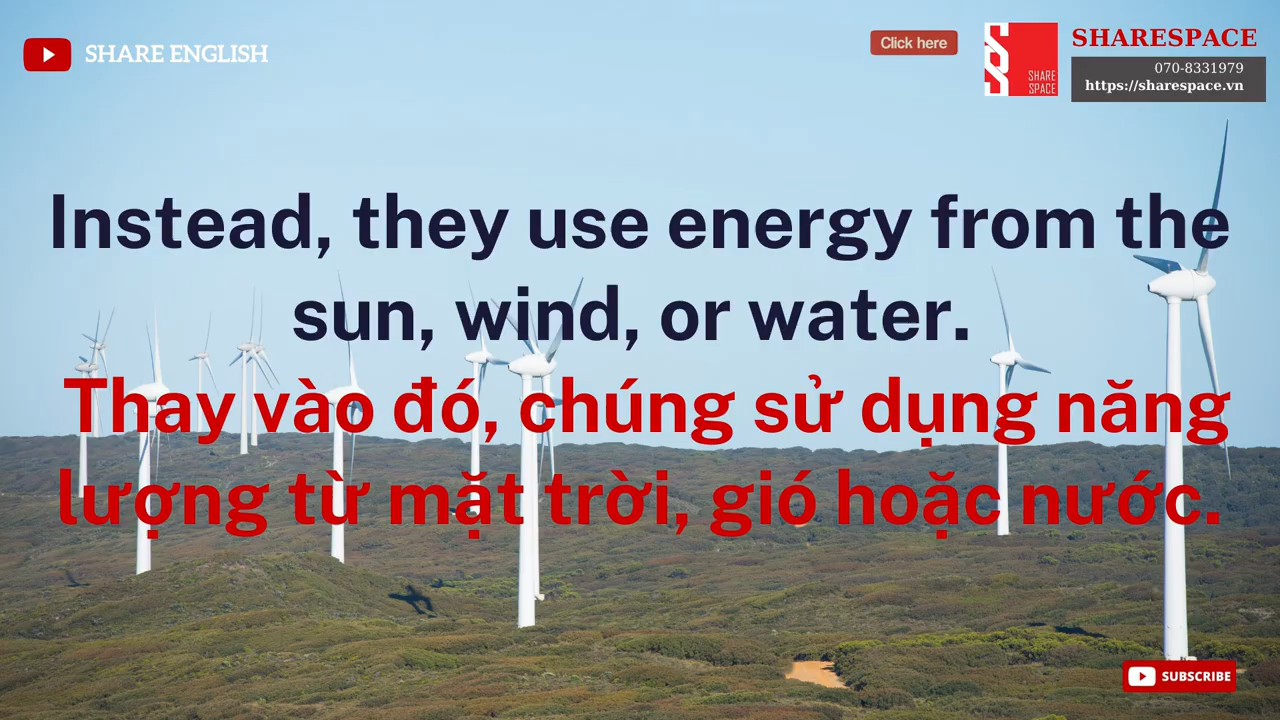 SHARE ENGLISH
Click here
SHARESPACE
070-8331979
https://sharespace.vn
SHARE
SPACE
Instead, they use energy from the
sun, wind, or water.
Thay vào đó, chúng sử dụng năng
lượng từ mặt trời, gió hoặc nước.
SUBSCRIBE